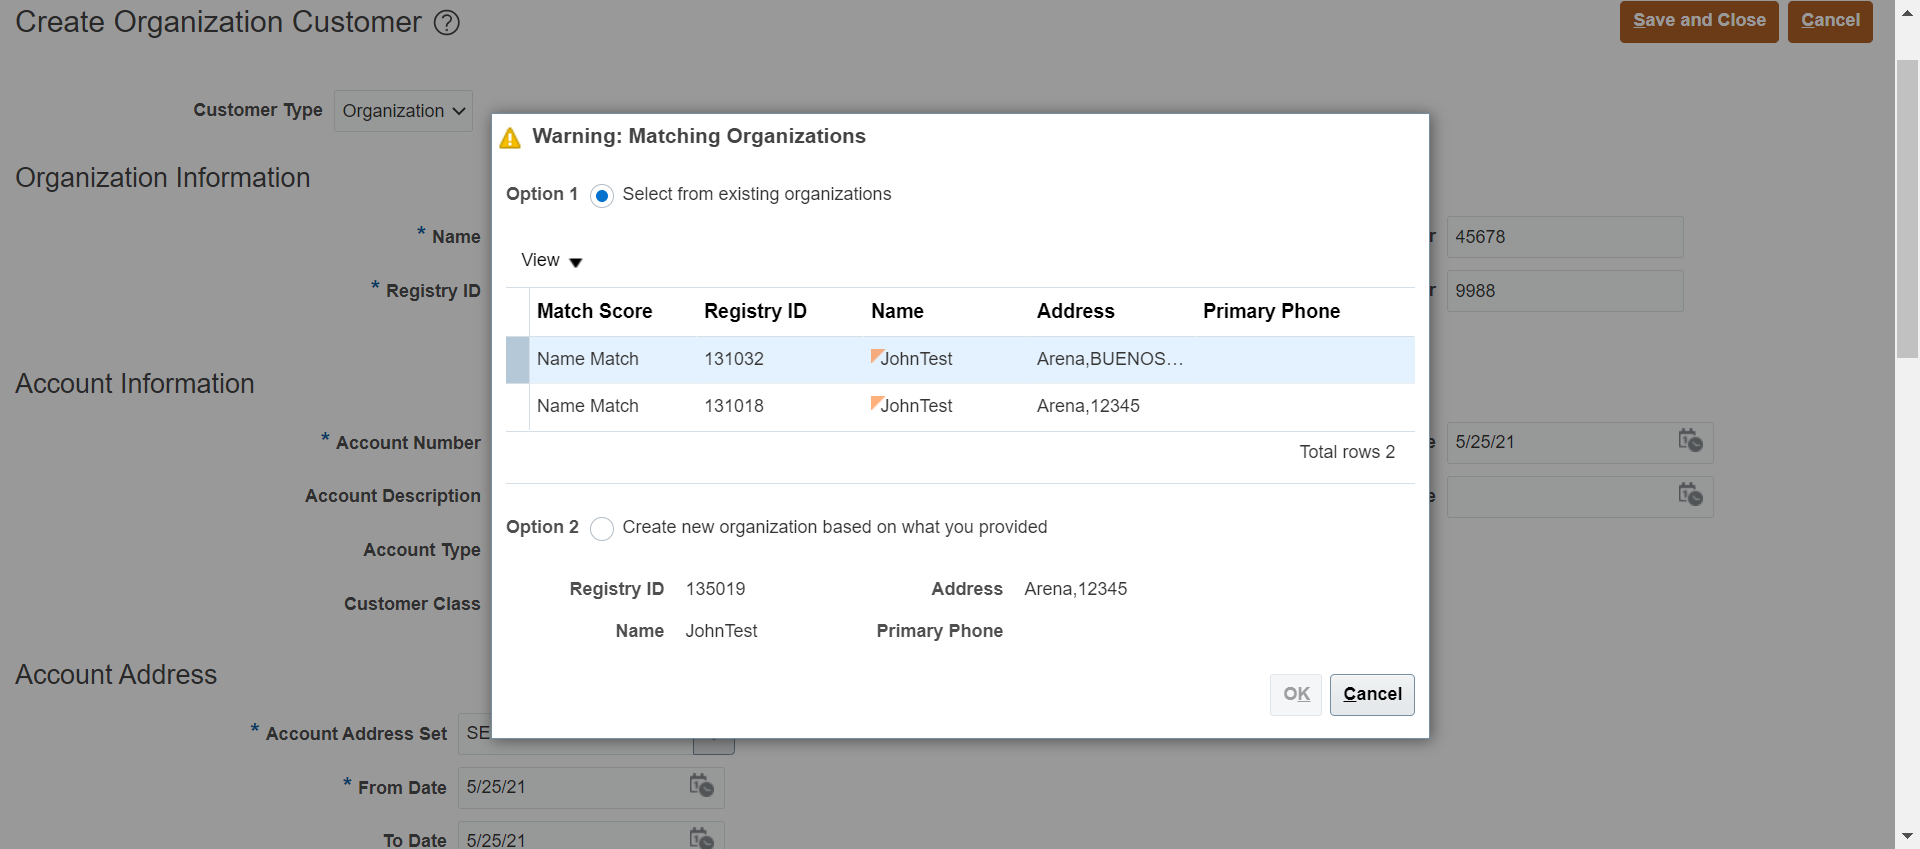 Create Organization Customer ?
Save and Close
Cancel
Customer Type Organization
Warning: Matching Organizations
Organization Information
Option 1 Select from existing organizations
* Name
r 45678
View
* Registry ID
r 9988
Match Score Registry ID Name Address Primary Phone
Name Match 131032 JohnTest Arena,BUENOS...
Account Information
Name Match 131018 JohnTest Arena,12345
* Account Number
e 5/25/21
Total rows 2
Account Description
e
Option 2 Create new organization based on what you provided
Account Type
Registry ID 135019 Address Arena,12345
Customer Class
Name JohnTest Primary Phone
Account Address
OK Cancel
* Account Address Set SE
* From Date 5/25/21
To Date 5/25/21